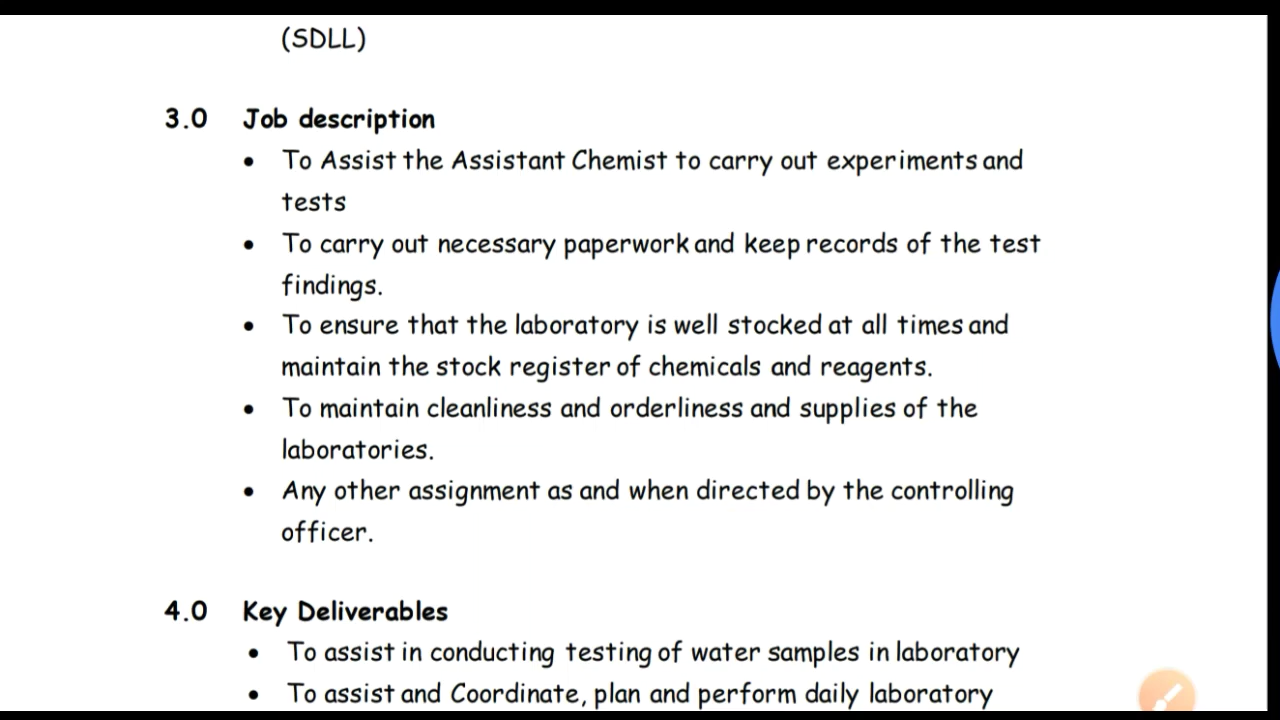 (SDLL)
3.0 Job description
• To Assist the Assistant Chemist to carry out experiments and
tests
• To carry out necessary paperwork and keep records of the test
findings.
• To ensure that the laboratory is well stocked at all times and
maintain the stock register of chemicals and reagents.
• To maintain cleanliness and orderliness and supplies of the
laboratories.
• Any other assignment as and when directed by the controlling
officer.
4.0 Key Deliverables
• To assist in conducting testing of water samples in laboratory
• To assist and Coordinate, plan and perform daily laboratory